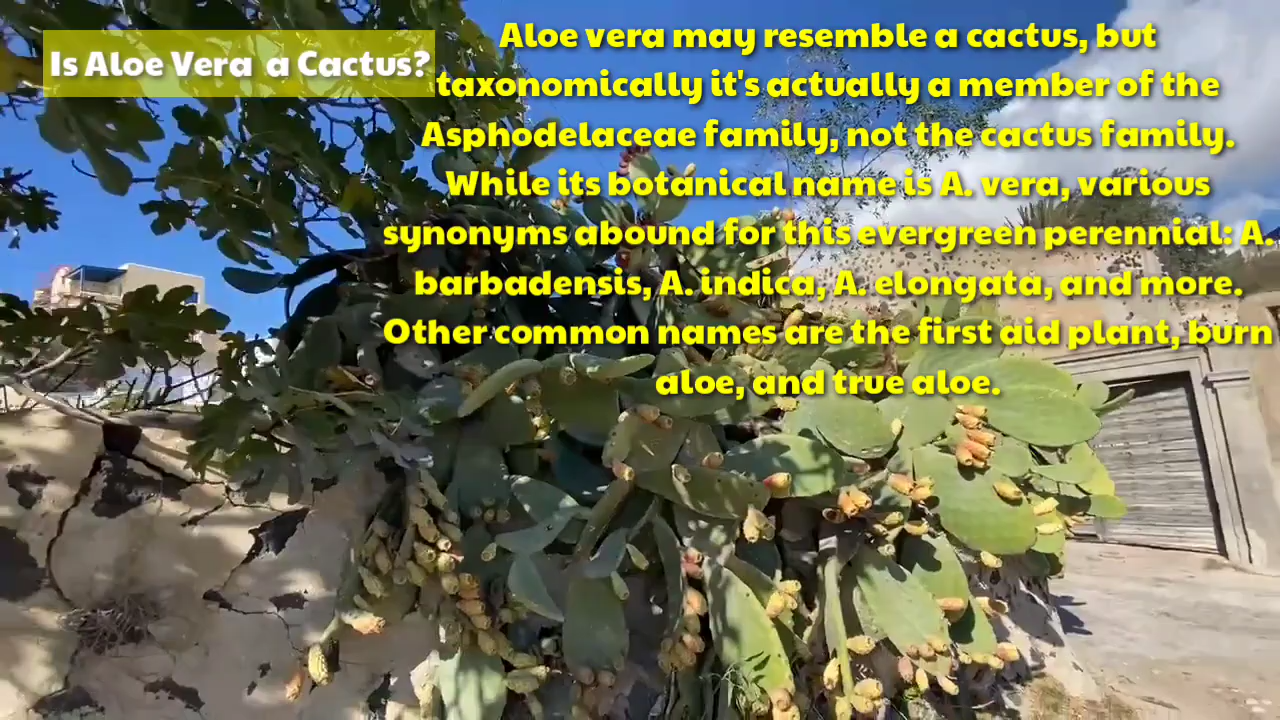 Is Aloe Vera a Cactus?
Aloe vera may resemble a cactus, but
taxonomically it's actually a member of the
Asphodelaceae family, not the cactus family.
While its botanical name is A. vera, various
synonyms abound for this evergreen perennial: A.
barbadensis, A. indica, A. elongata, and more.
Other common names are the first aid plant, burn
aloe, and true aloe.